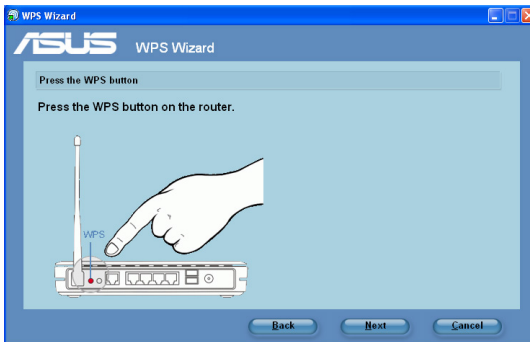 WPS Wizard
ASUS WPS Wizard
Press the WPS button
Press the WPS button on the router.
WPS
Back Next Cancel